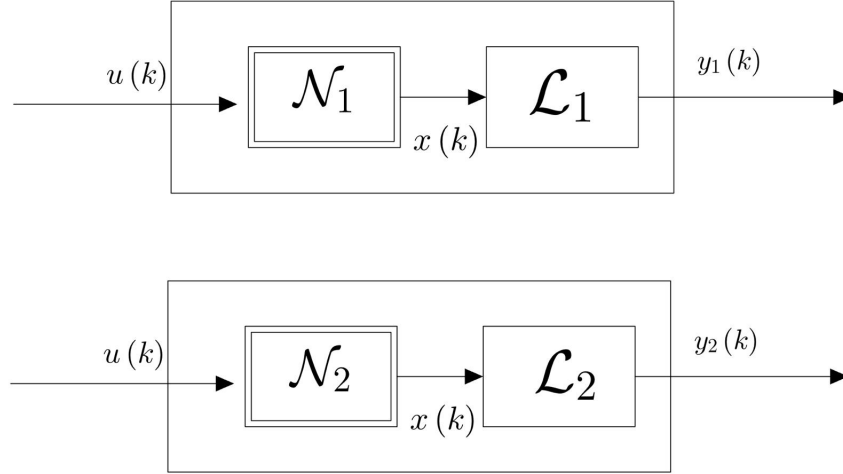 u (k)
𝒩₁
x (k)
ℒ₁
y₁ (k)
u (k)
𝒩₂
x (k)
ℒ₂
y₂ (k)